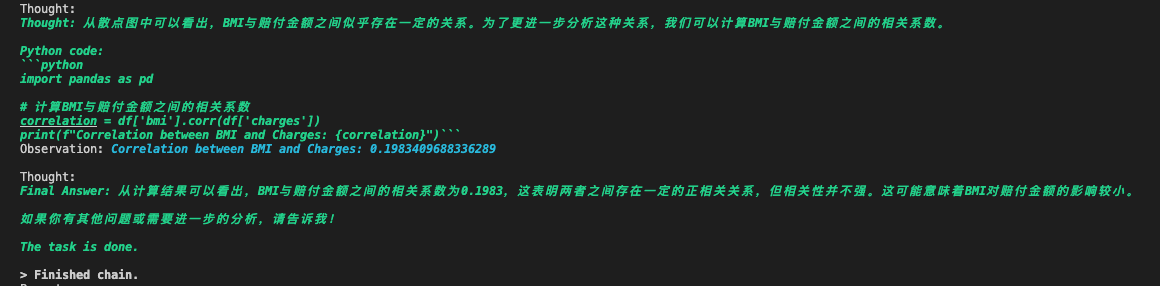 Thought:
Thought: 从散点图中可以看出，BMI与赔付金额之间似乎存在一定的关系。为了更进一步分析这种关系，我们可以计算BMI与赔付金额之间的相关系数。
Python code:
```python
import pandas as pd
# 计算BMI与赔付金额之间的相关系数
correlation = df['bmi'].corr(df['charges'])
print(f"Correlation between BMI and Charges: {correlation}")```
Observation: Correlation between BMI and Charges: 0.1983409688336289
Thought:
Final Answer: 从计算结果可以看出，BMI与赔付金额之间的相关系数为0.1983，这表明两者之间存在一定的正相关关系，但相关性并不强。这可能意味着BMI对赔付金额的影响较小。
如果你有其他问题或需要进一步的分析，请告诉我！
The task is done.
> Finished chain.